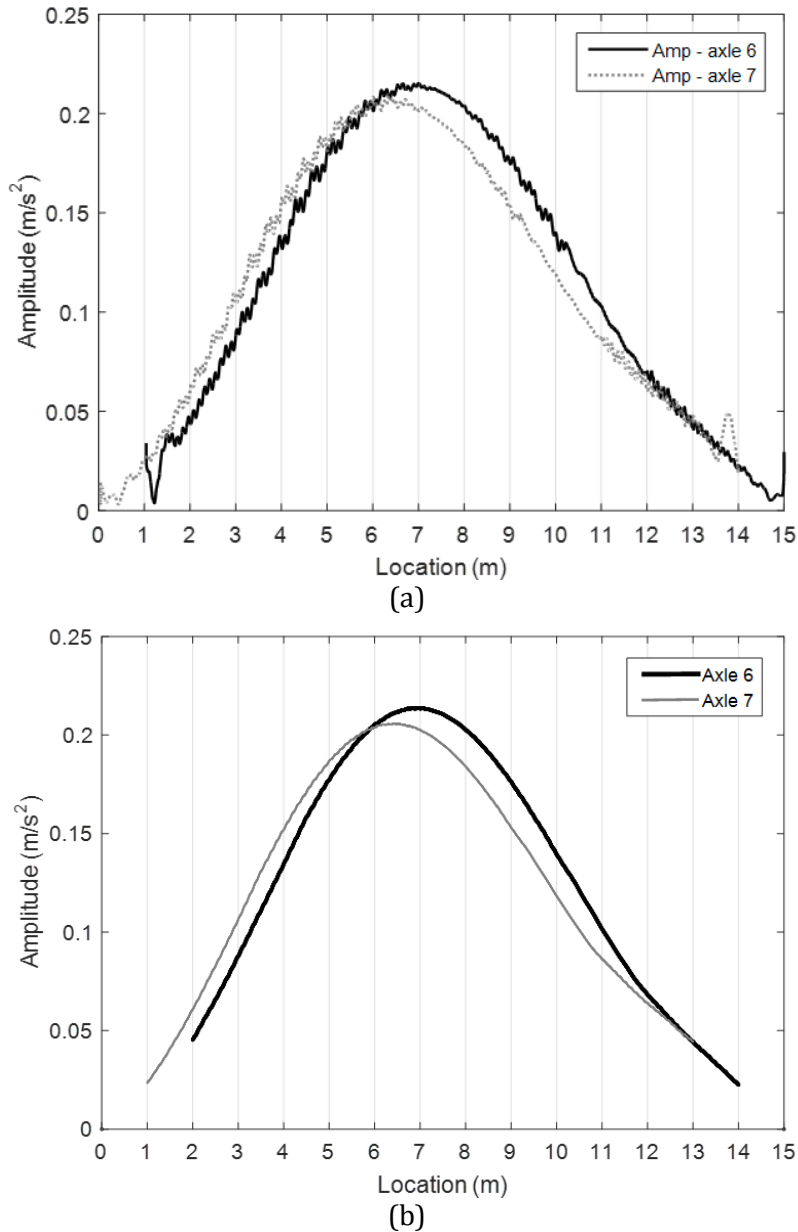 0.25
0.2
0.15
0.1
0.05
0
Amplitude (m/s²)
Amp - axle 6
Amp - axle 7
0 1 2 3 4 5 6 7 8 9 10 11 12 13 14 15
Location (m)
(a)
0.25
0.2
0.15
0.1
0.05
0
Amplitude (m/s²)
Axle 6
Axle 7
1 2 3 4 5 6 7 8 9 10 11 12 13 14 15
Location (m)
(b)